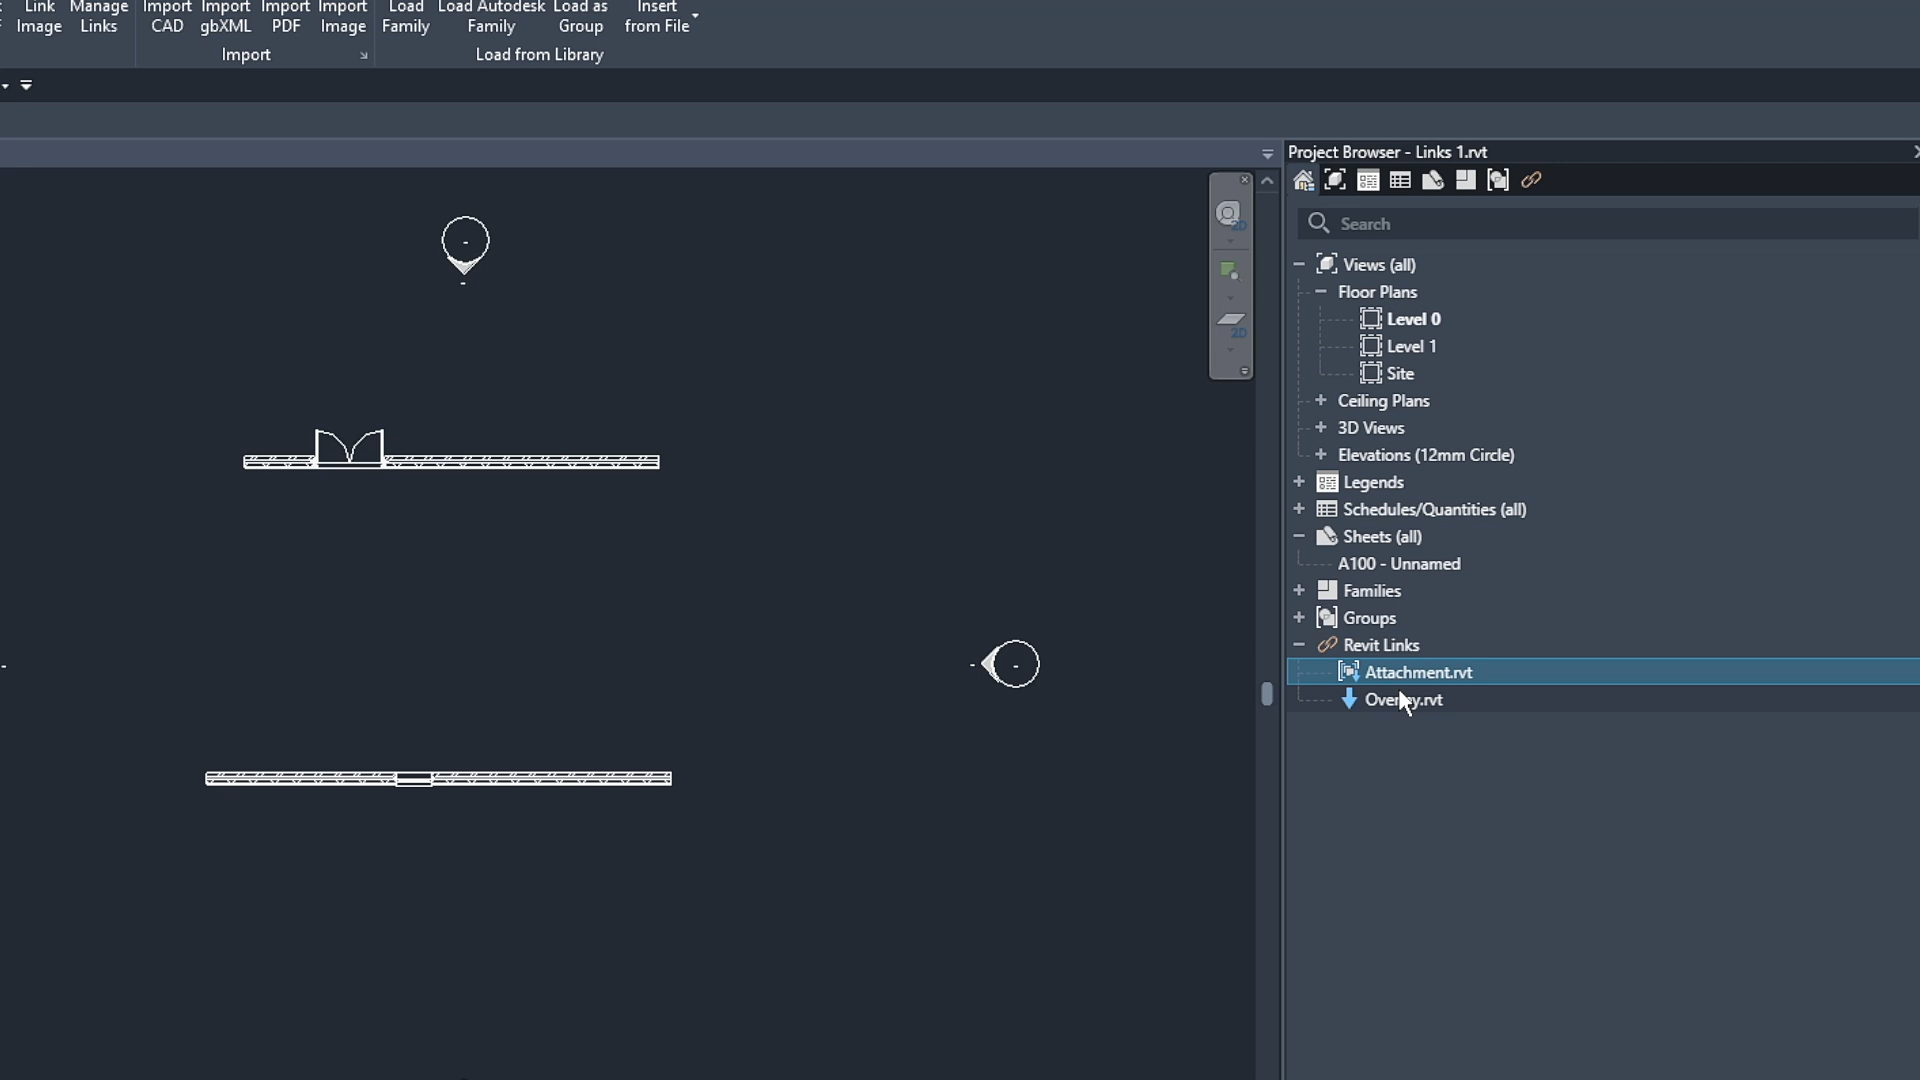 Link Manage Import Import Import Import Load Load Autodesk Load as Insert
Image Links CAD gbXML PDF Image Family Family Group from File
Import Load from Library
Project Browser - Links 1.rvt
Search
2D
2D
Views (all)
Floor Plans
Level 0
Level 1
Site
Ceiling Plans
3D Views
Elevations (12mm Circle)
Legends
Schedules/Quantities (all)
Sheets (all)
A100 - Unnamed
Families
Groups
Revit Links
Attachment.rvt